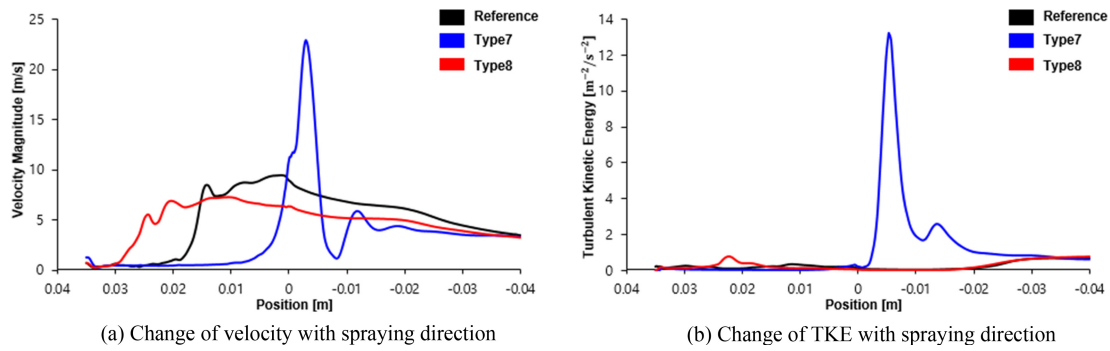 Reference
Type7
Type8
Velocity Magnitude [m/s]
25
20
15
10
5
0
0.04 0.03 0.02 0.01 0 -0.01 -0.02 -0.03 -0.04
Position [m]
(a) Change of velocity with spraying direction
Reference
Type7
Type8
Turbulent Kinetic Energy [m⁻²/s⁻²]
14
12
10
8
6
4
2
0
0.04 0.03 0.02 0.01 0 -0.01 -0.02 -0.03 -0.04
Position [m]
(b) Change of TKE with spraying direction